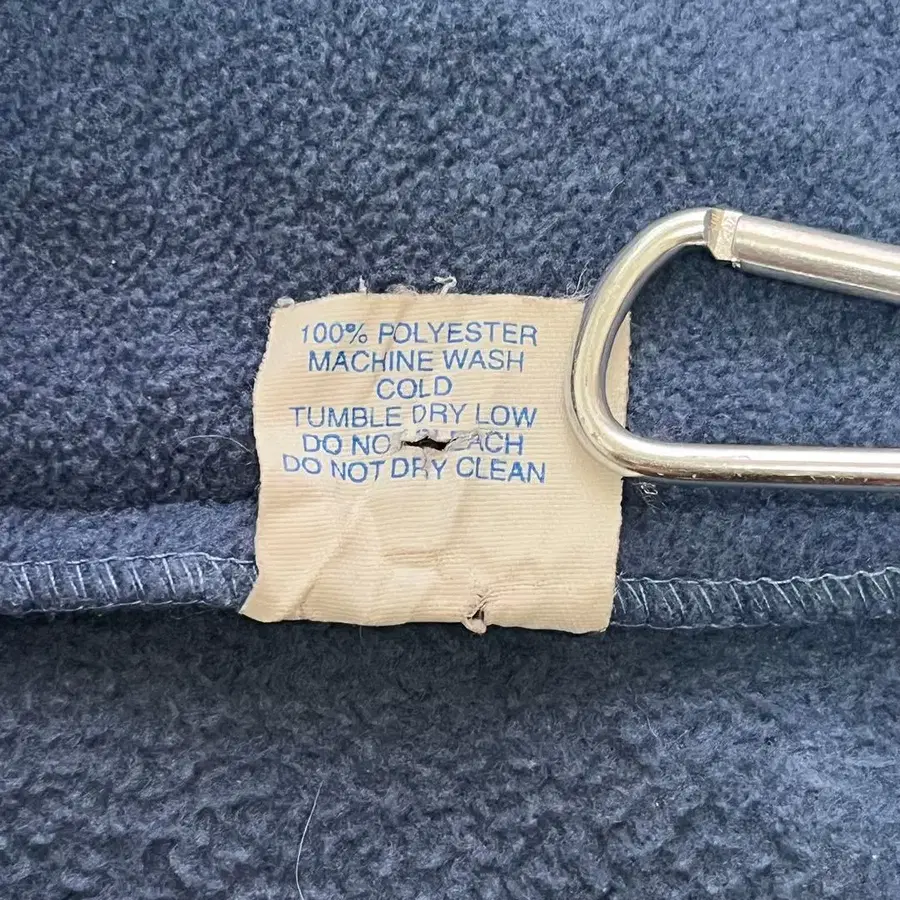 100% POLYESTER
MACHINE WASH
COLD
TUMBLE DRY LOW
DO NOT BLEACH
DO NOT DRY CLEAN